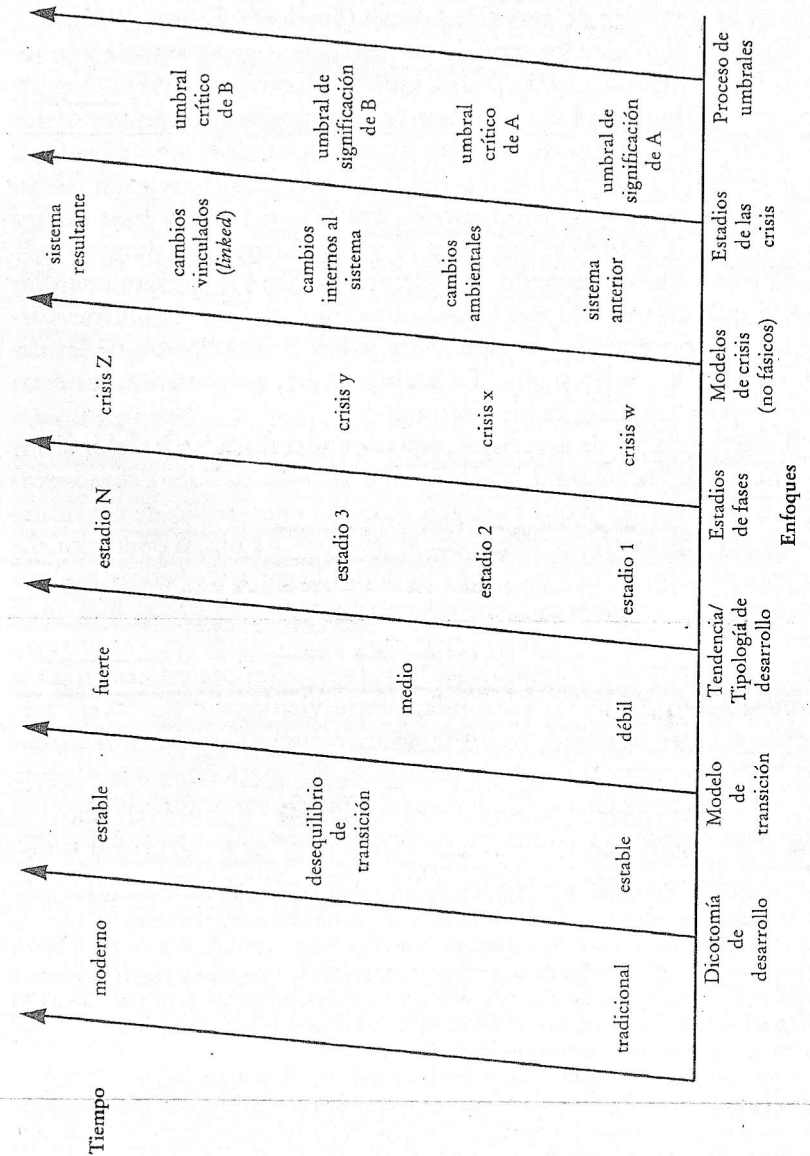 Tiempo
moderno
tradicional
Dicotomía
de
desarrollo
estable
desequilibrio
de
transición
estable
Modelo
de
transición
fuerte
medio
débil
Tendencia/
Tipología de
desarrollo
estadio N
estadio 3
estadio 2
estadio 1
Estadios
de fases
crisis Z
crisis y
crisis x
crisis w
Modelos
de crisis
(no fásicos)
sistema
resultante
cambios
vinculados
(linked)
cambios
internos al
sistema
cambios
ambientales
sistema
anterior
Estadios
de las
crisis
umbral
crítico
de B
umbral de
significación
de B
umbral
crítico
de A
umbral de
significación
de A
Proceso de
umbrales
Enfoques